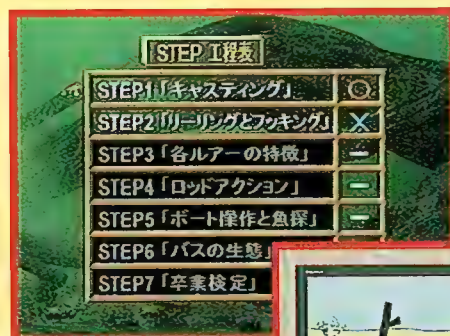 STEP 工程表
STEP1「キャスティング」 ○
STEP2「リーリングとフッキング」 ×
STEP3「各ルアーの特徴」 -
STEP4「ロッドアクション」 -
STEP5「ボート操作と魚探」 -
STEP6「バスの生態」
STEP7「卒業検定」